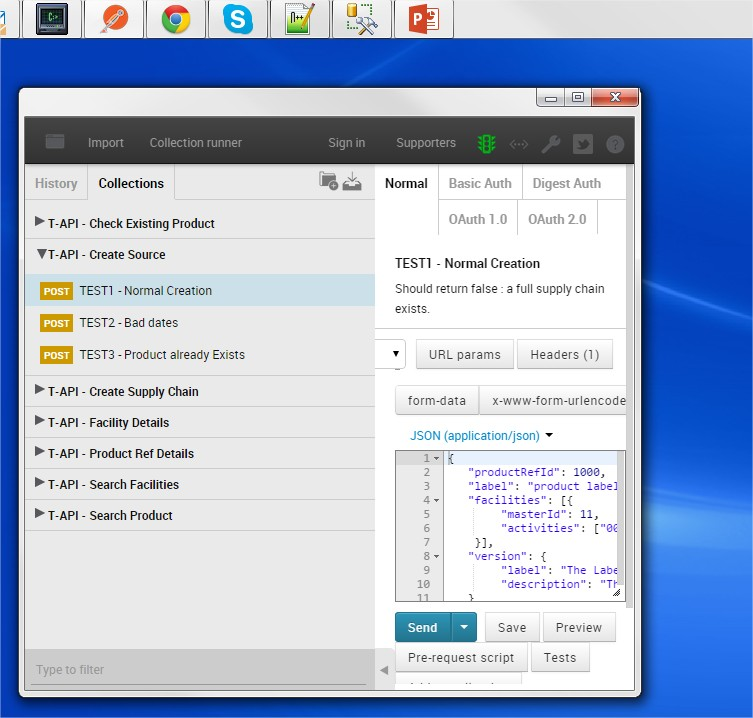 Import
Collection runner
Sign in
Supporters
History
Collections
Normal
Basic Auth
Digest Auth
OAuth 1.0
OAuth 2.0
T-API - Check Existing Product
T-API - Create Source
POST TEST1 - Normal Creation
POST TEST2 - Bad dates
POST TEST3 - Product already Exists
T-API - Create Supply Chain
T-API - Facility Details
T-API - Product Ref Details
T-API - Search Facilities
T-API - Search Product
Type to filter
TEST1 - Normal Creation
Should return false : a full supply chain
exists.
URL params
Headers (1)
form-data
x-www-form-urlencode
JSON (application/json)
1 {
2 "productRefId": 1000,
3 "label": "product label
4 "facilities": [{
5 "masterId": 11,
6 "activities": ["00
7 }],
8 "version": {
9 "label": "The Labe
10 "description": "Th
11 }
Send
Save
Preview
Pre-request script
Tests